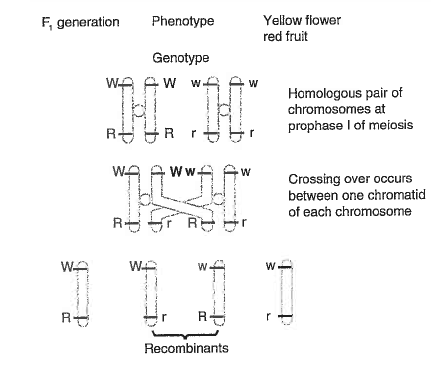 F1 generation Phenotype Yellow flower
red fruit
Genotype
W W w w
R R r r
Homologous pair of
chromosomes at
prophase I of meiosis
W W w w
R r R r
Crossing over occurs
between one chromatid
of each chromosome
W W w w
R r R r
Recombinants